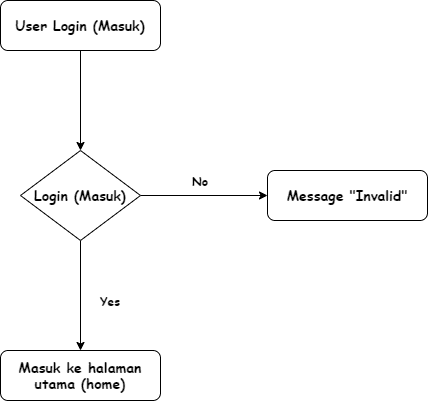 User Login (Masuk)
Login (Masuk)
No
Message "Invalid"
Yes
Masuk ke halaman
utama (home)